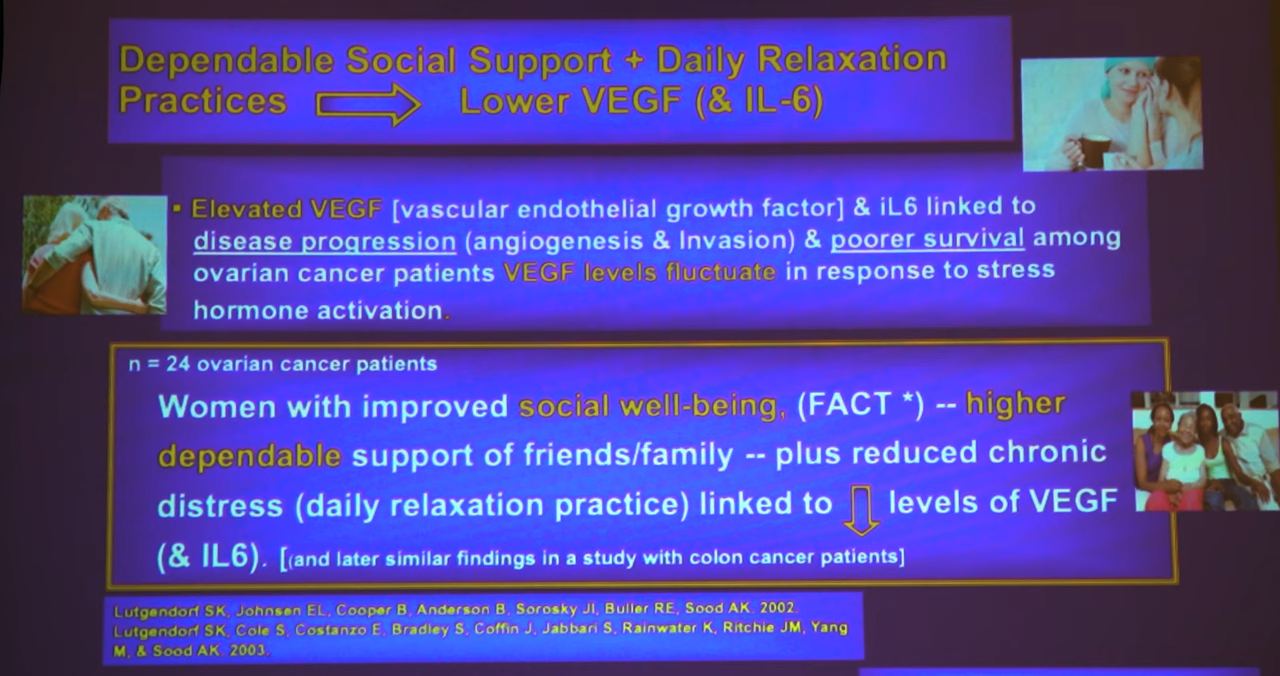 Dependable Social Support + Daily Relaxation
Practices ⇨ Lower VEGF (& IL-6)
▪ Elevated VEGF [vascular endothelial growth factor] & iL6 linked to
disease progression (angiogenesis & Invasion) & poorer survival among
ovarian cancer patients VEGF levels fluctuate in response to stress
hormone activation.
n = 24 ovarian cancer patients
Women with improved social well-being, (FACT *) -- higher
dependable support of friends/family -- plus reduced chronic
distress (daily relaxation practice) linked to ⇩ levels of VEGF
(& IL6). [(and later similar findings in a study with colon cancer patients]
Lutgendorf SK, Johnsen EL, Cooper B, Anderson B, Sorosky JI, Buller RE, Sood AK. 2002.
Lutgendorf SK, Cole S, Costanzo E, Bradley S, Coffin J, Jabbari S, Rainwater K, Ritchie JM, Yang
M, & Sood AK. 2003.